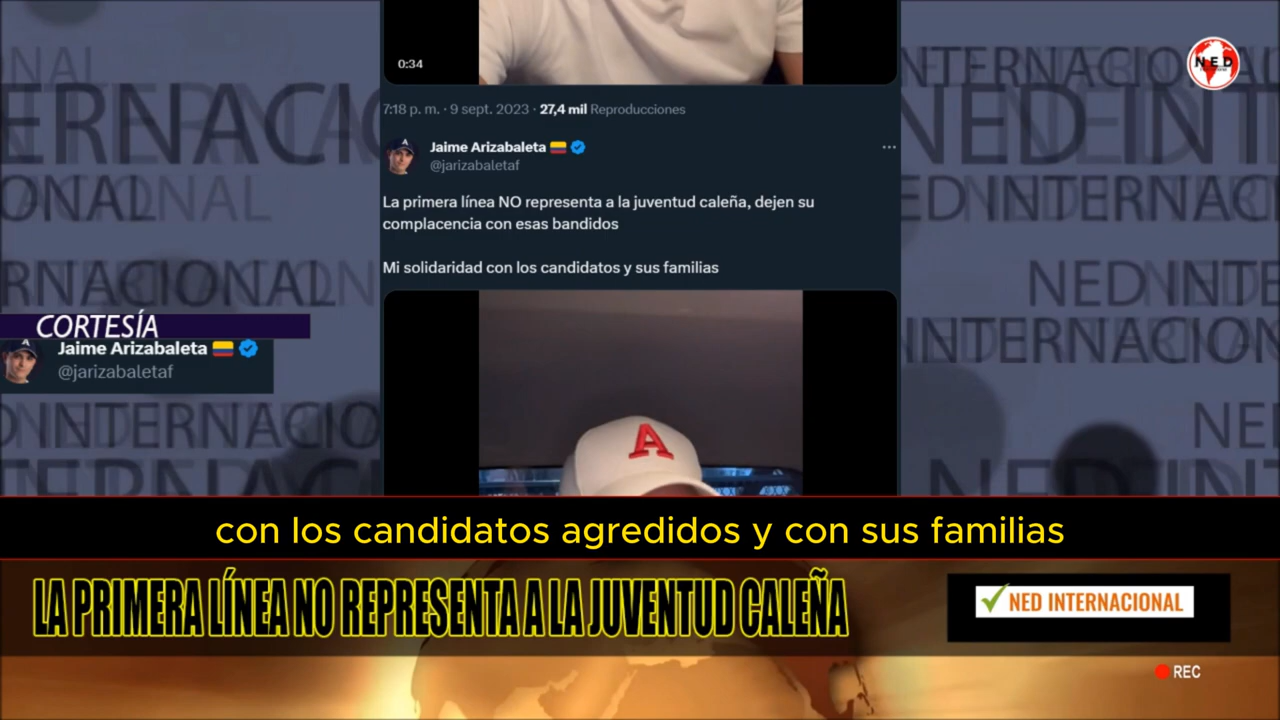 0:34
NED
7:18 p. m. · 9 sept. 2023 · 27,4 mil Reproducciones
Jaime Arizabaleta
@jarizabaletaf
La primera línea NO representa a la juventud caleña, dejen su
complacencia con esas bandidos
Mi solidaridad con los candidatos y sus familias
CORTESÍA
Jaime Arizabaleta
@jarizabaletaf
A
con los candidatos agredidos y con sus familias
LA PRIMERA LÍNEA NO REPRESENTA A LA JUVENTUD CALEÑA
NED INTERNACIONAL
REC